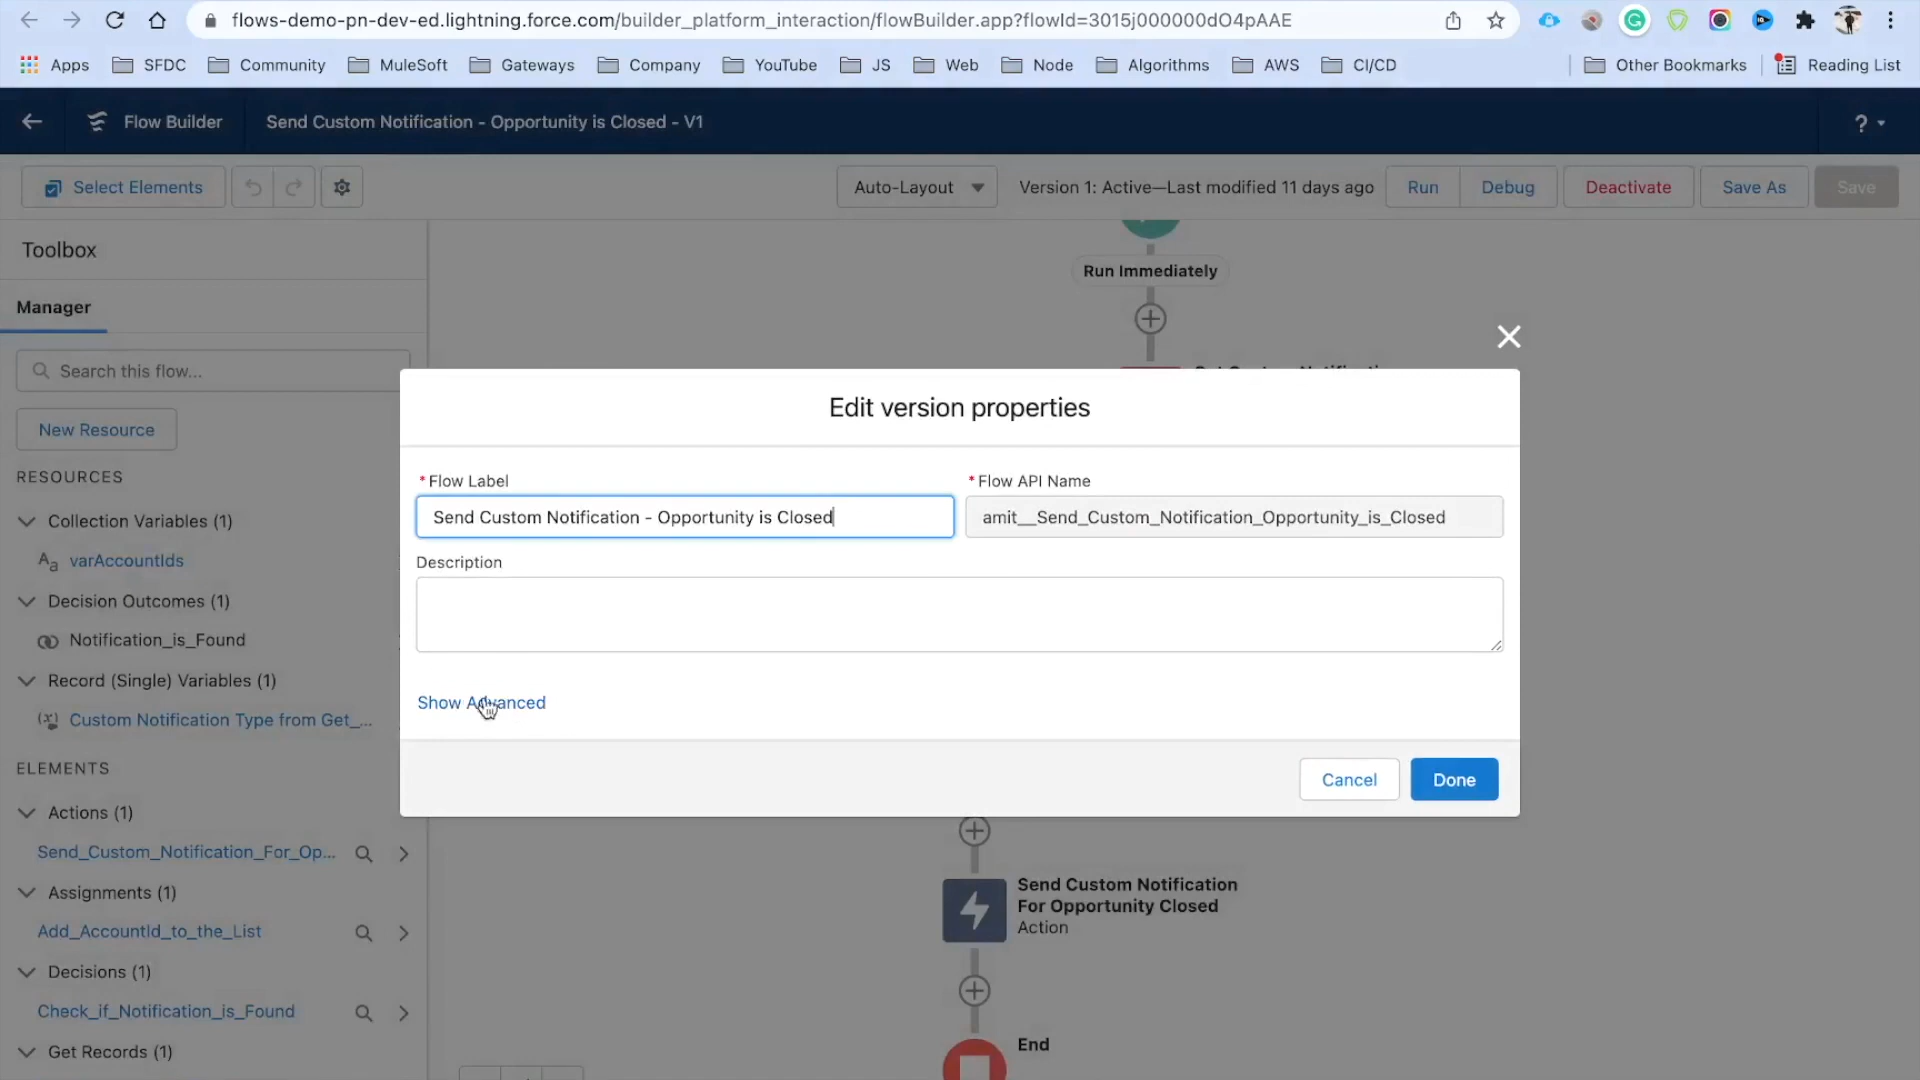 flows-demo-pn-dev-ed.lightning.force.com/builder_platform_interaction/flowBuilder.app?flowId=3015j000000dO4pAAE
Apps SFDC Community MuleSoft Gateways Company YouTube JS Web Node Algorithms AWS CI/CD Other Bookmarks Reading List
Flow Builder Send Custom Notification - Opportunity is Closed - V1 ?
Select Elements Auto-Layout Version 1: Active—Last modified 11 days ago Run Debug Deactivate Save As Save
Toolbox
Manager
Search this flow...
New Resource
RESOURCES
Collection Variables (1)
varAccountIds
Decision Outcomes (1)
Notification_is_Found
Record (Single) Variables (1)
Custom Notification Type from Get_...
ELEMENTS
Actions (1)
Send_Custom_Notification_For_Op...
Assignments (1)
Add_AccountId_to_the_List
Decisions (1)
Check_if_Notification_is_Found
Get Records (1)
Run Immediately
Edit version properties
*Flow Label
Send Custom Notification - Opportunity is Closed
*Flow API Name
amit__Send_Custom_Notification_Opportunity_is_Closed
Description
Show Advanced
Cancel Done
Send Custom Notification
For Opportunity Closed
Action
End